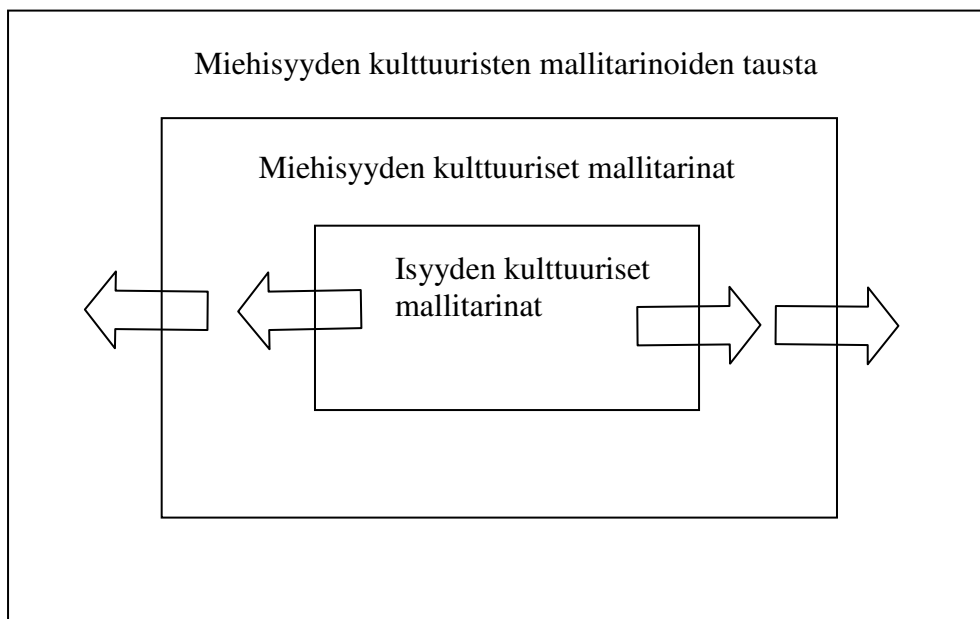 Miehisyyden kulttuuristen mallitarinoiden tausta
Miehisyyden kulttuuriset mallitarinat
Isyyden kulttuuriset
mallitarinat